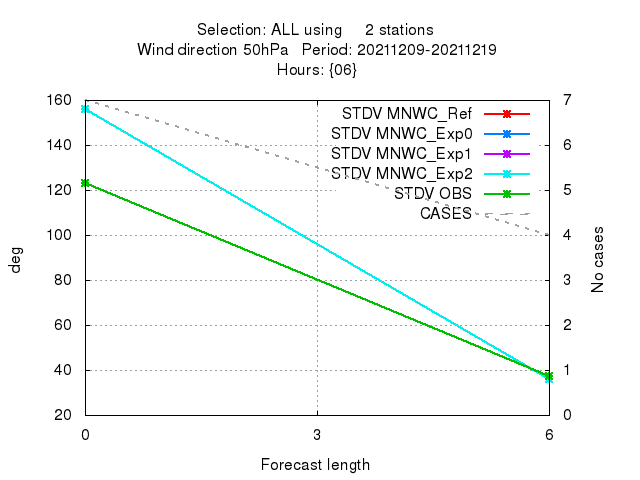 Selection: ALL using     2 stations
Wind direction 50hPa   Period: 20211209-20211219
Hours: {06}
160
140
120
100
80
60
40
20
7
6
5
4
3
2
1
0
deg
No cases
STDV MNWC_Ref
STDV MNWC_Exp0
STDV MNWC_Exp1
STDV MNWC_Exp2
STDV OBS
CASES
0 3 6
Forecast length